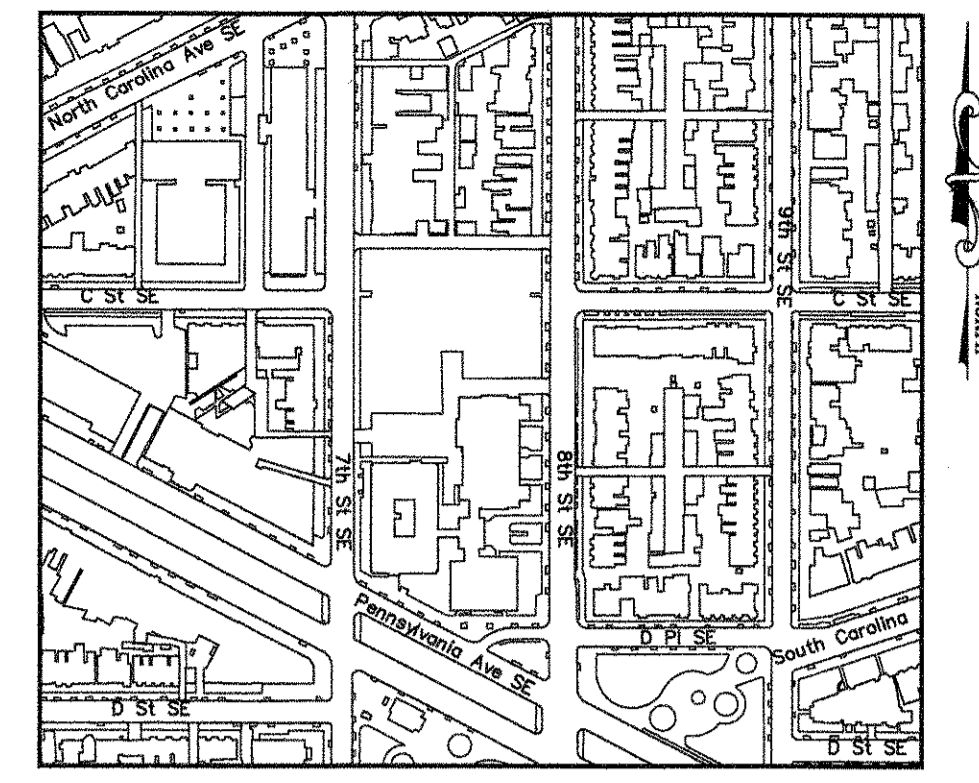 North Carolina Ave SE
9th St SE
C St SE
C St SE
NORTH
7th St SE
8th St SE
Pennsylvania Ave SE
D Pl SE
South Carolina
D St SE
D St SE